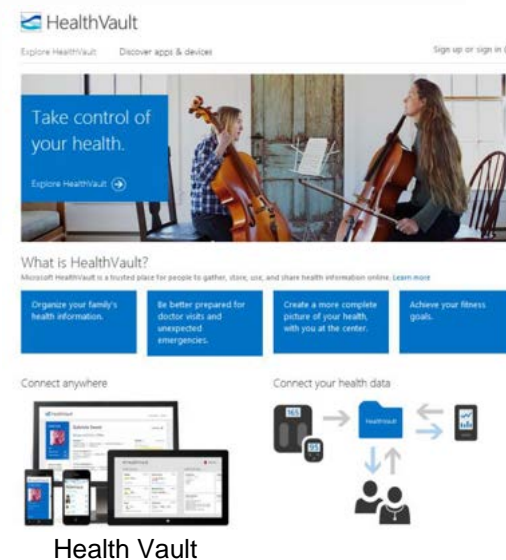 HealthVault
Explore HealthVault Discover apps & devices Sign up or sign in
Take control of
your health.
Explore HealthVault
What is HealthVault?
Microsoft HealthVault is a trusted place for people to gather, store, use, and share health information online. Learn more
Organize your family's
health information.
Be better prepared for
doctor visits and
unexpected
emergencies.
Create a more complete
picture of your health,
with you at the center.
Achieve your fitness
goals.
Connect anywhere
Connect your health data
165
95
HealthVault
Health Vault